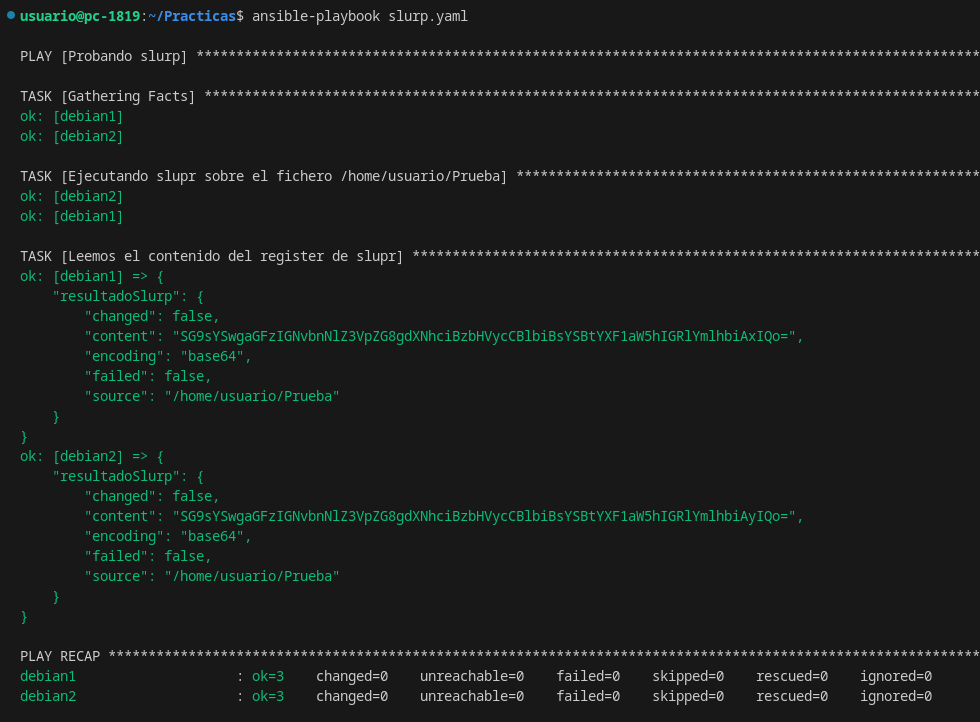 usuario@pc-1819:~/Practicas$ ansible-playbook slurp.yaml
PLAY [Probando slurp] **************************************************************************************************
TASK [Gathering Facts] *************************************************************************************************
ok: [debian1]
ok: [debian2]
TASK [Ejecutando slupr sobre el fichero /home/usuario/Prueba] **********************************************************
ok: [debian2]
ok: [debian1]
TASK [Leemos el contenido del register de slupr] ***********************************************************************
ok: [debian1] => {
    "resultadoSlurp": {
        "changed": false,
        "content": "SG9sYSwgaGFzIGNvbnNlZ3VpZG8gdXNhciBzbHVycCBlbiBsYSBtYXF1aW5hIGRlYmlhbiAxIQo=",
        "encoding": "base64",
        "failed": false,
        "source": "/home/usuario/Prueba"
    }
}
ok: [debian2] => {
    "resultadoSlurp": {
        "changed": false,
        "content": "SG9sYSwgaGFzIGNvbnNlZ3VpZG8gdXNhciBzbHVycCBlbiBsYSBtYXF1aW5hIGRlYmlhbiAyIQo=",
        "encoding": "base64",
        "failed": false,
        "source": "/home/usuario/Prueba"
    }
}
PLAY RECAP *************************************************************************************************************
debian1                    : ok=3    changed=0    unreachable=0    failed=0    skipped=0    rescued=0    ignored=0
debian2                    : ok=3    changed=0    unreachable=0    failed=0    skipped=0    rescued=0    ignored=0